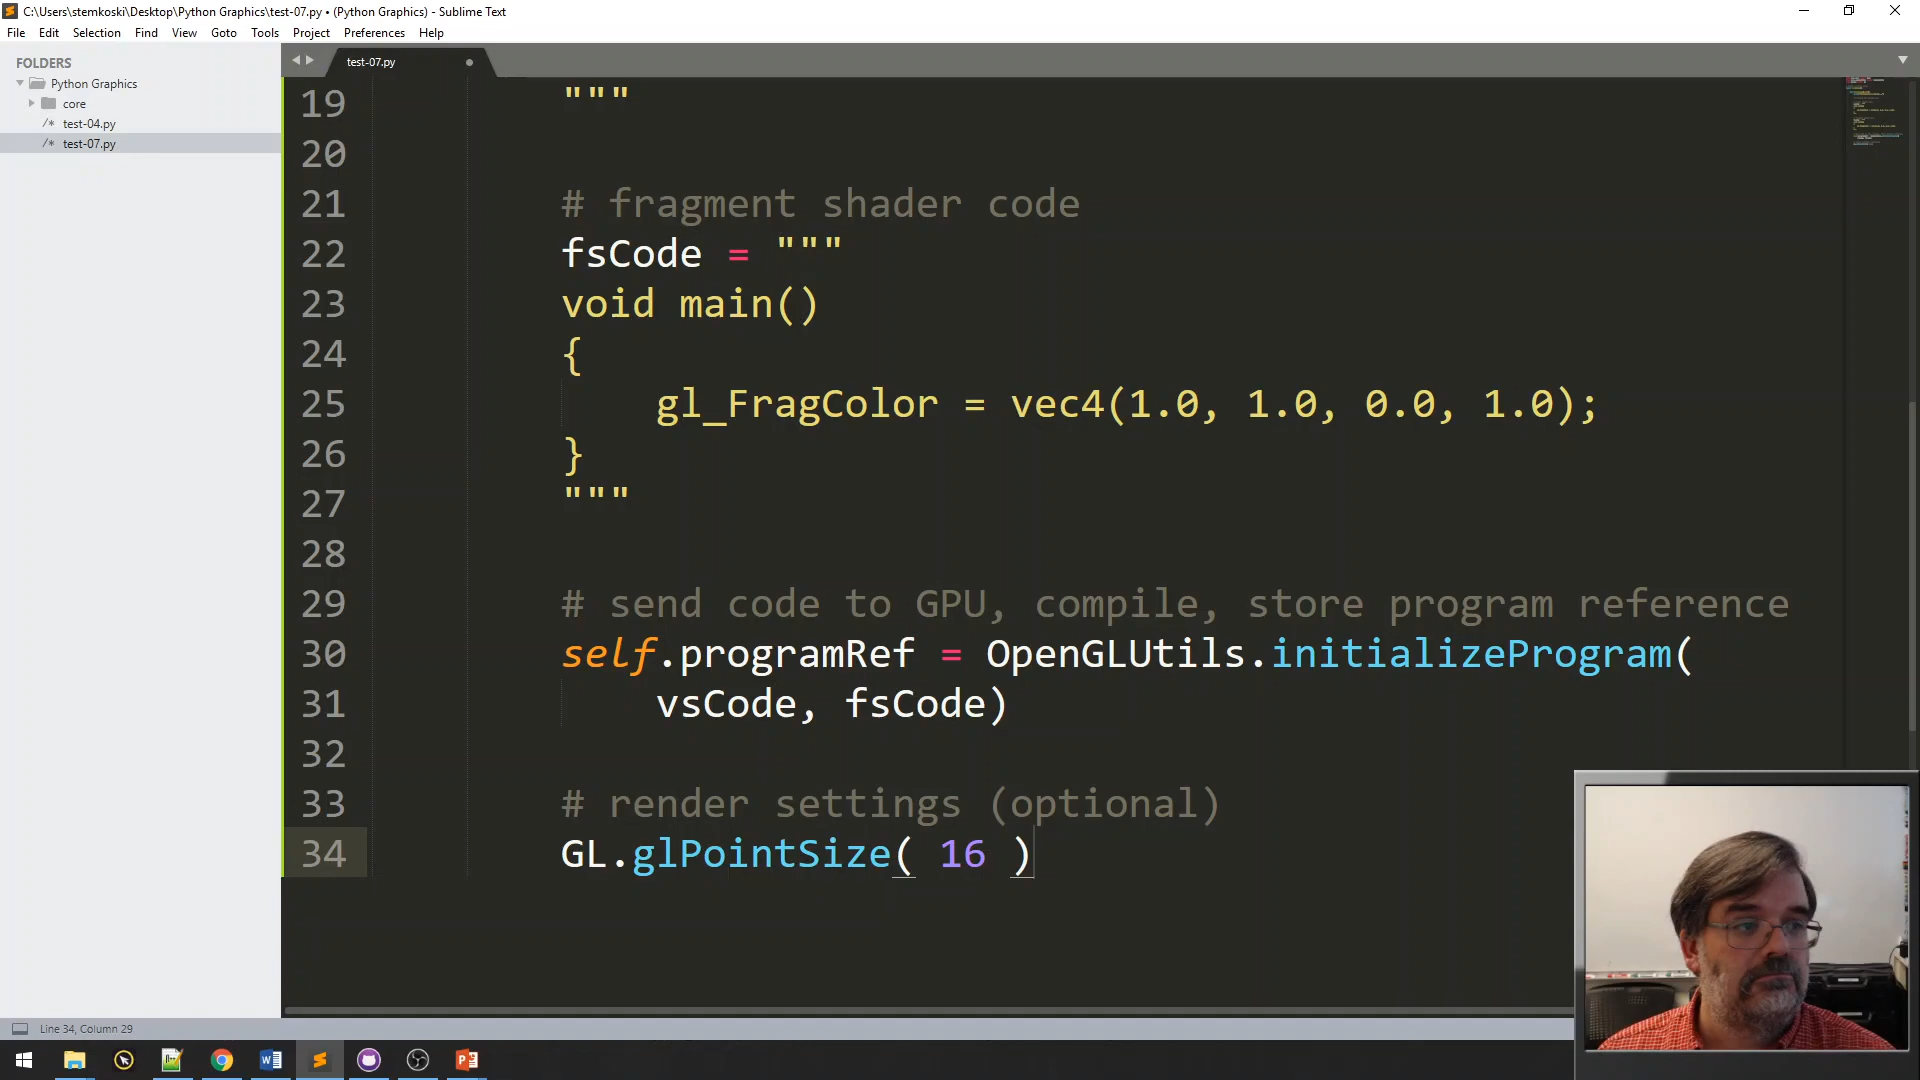 C:\Users\stemkoski\Desktop\Python Graphics\test-07.py • (Python Graphics) - Sublime Text
File Edit Selection Find View Goto Tools Project Preferences Help
FOLDERS
Python Graphics
core
/* test-04.py
/* test-07.py
test-07.py
19 """
20
21 # fragment shader code
22 fsCode = """
23 void main()
24 {
25 gl_FragColor = vec4(1.0, 1.0, 0.0, 1.0);
26 }
27 """
28
29 # send code to GPU, compile, store program reference
30 self.programRef = OpenGLUtils.initializeProgram(
31 vsCode, fsCode)
32
33 # render settings (optional)
34 GL.glPointSize( 16 )
Line 34, Column 29